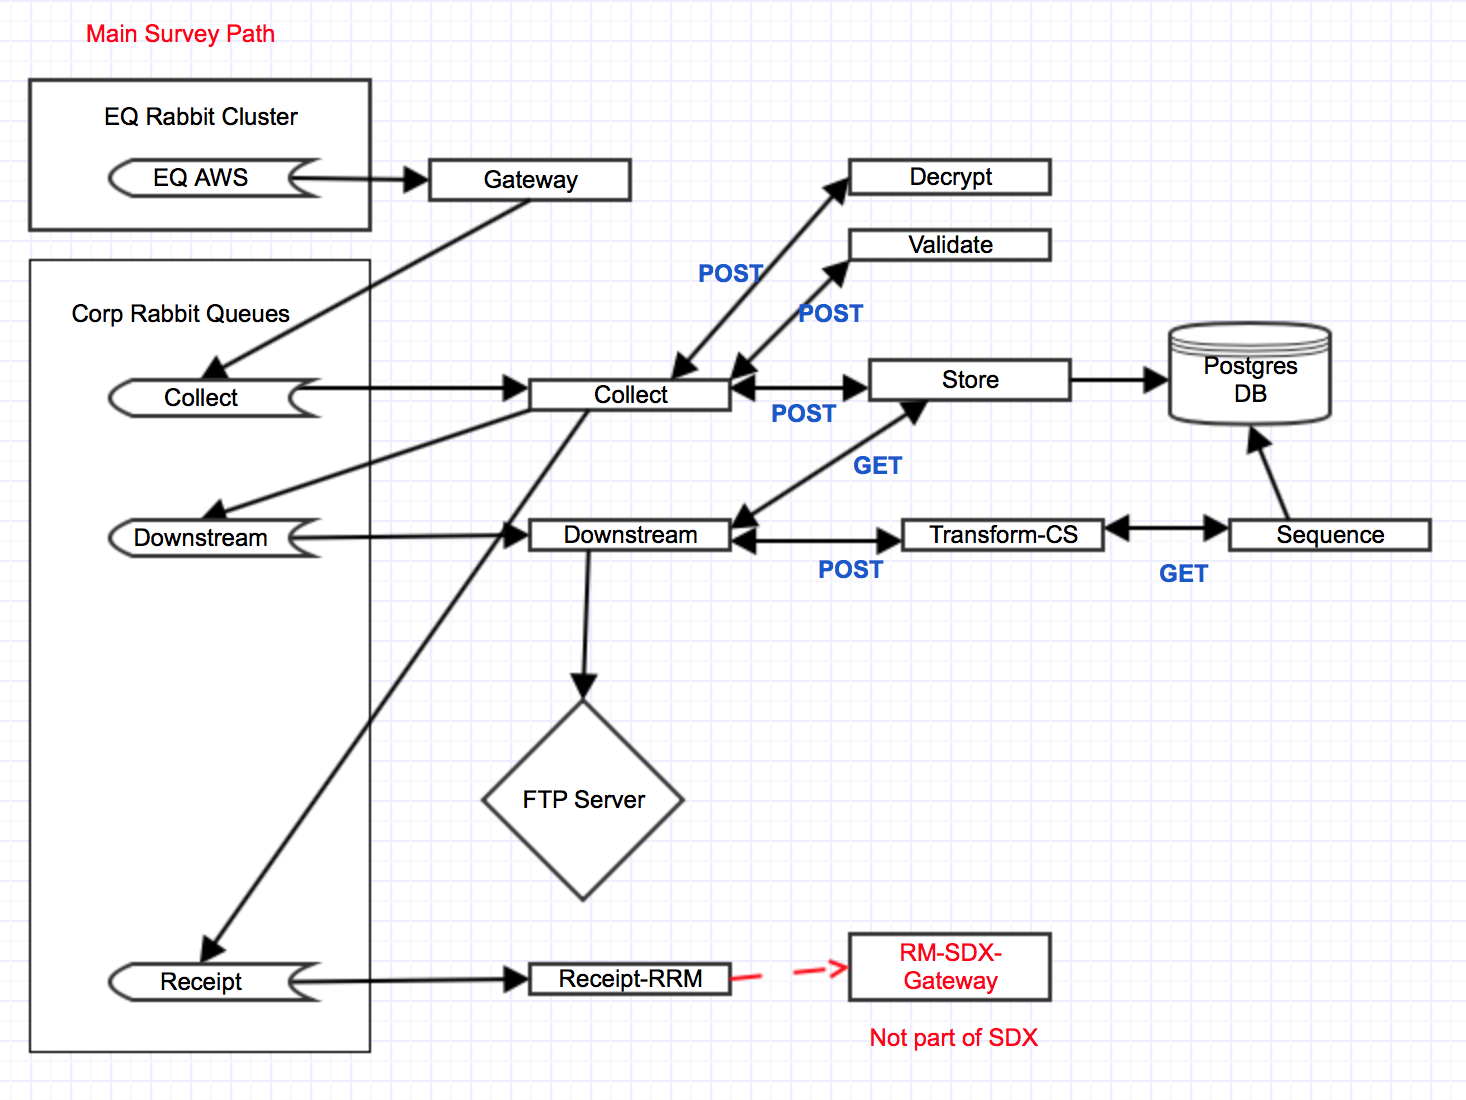 Main Survey Path
EQ Rabbit Cluster
EQ AWS
Gateway
Decrypt
Validate
POST
POST
Corp Rabbit Queues
Collect
Collect
POST
Store
Postgres
DB
GET
Downstream
Downstream
POST
Transform-CS
GET
Sequence
FTP Server
Receipt
Receipt-RRM
RM-SDX-
Gateway
Not part of SDX